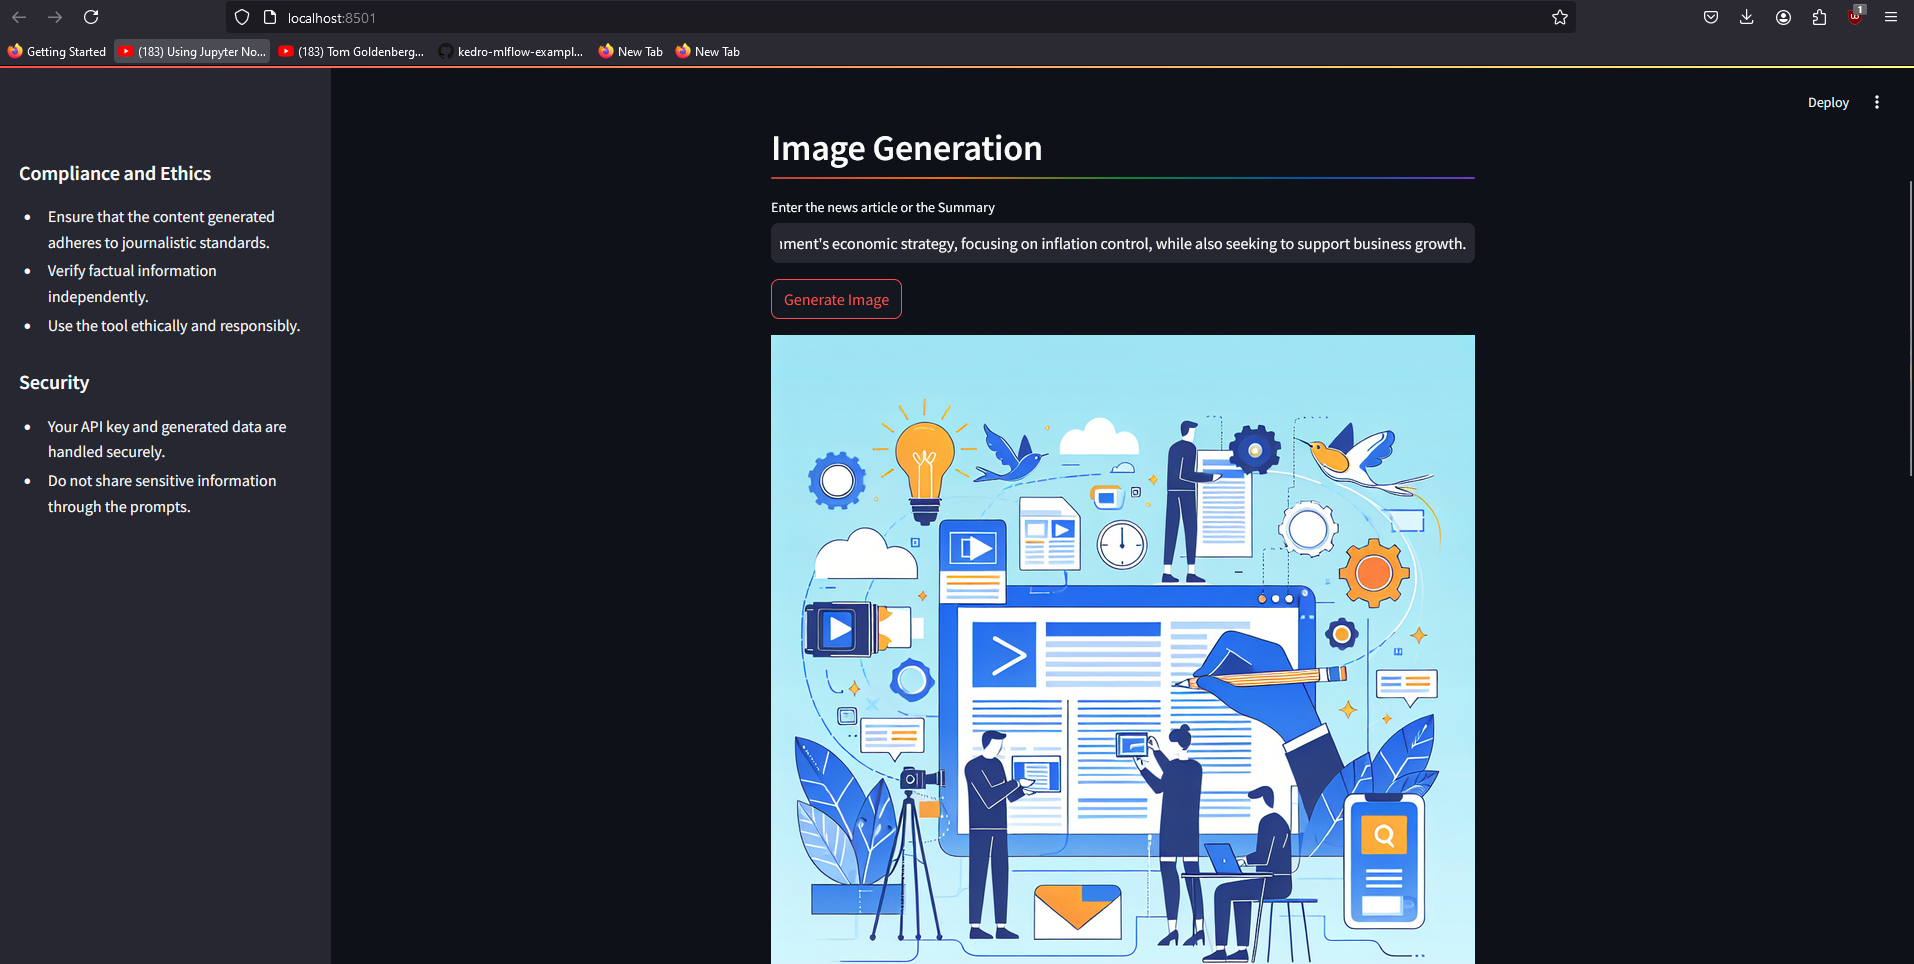 localhost:8501
1
Getting Started
(183) Using Jupyter No...
(183) Tom Goldenberg...
kedro-mlflow-exampl...
New Tab
New Tab
Deploy
Compliance and Ethics
Ensure that the content generated
adheres to journalistic standards.
Verify factual information
independently.
Use the tool ethically and responsibly.
Security
Your API key and generated data are
handled securely.
Do not share sensitive information
through the prompts.
Image Generation
Enter the news article or the Summary
economic strategy, focusing on inflation control, while also seeking to support business growth.
Generate Image